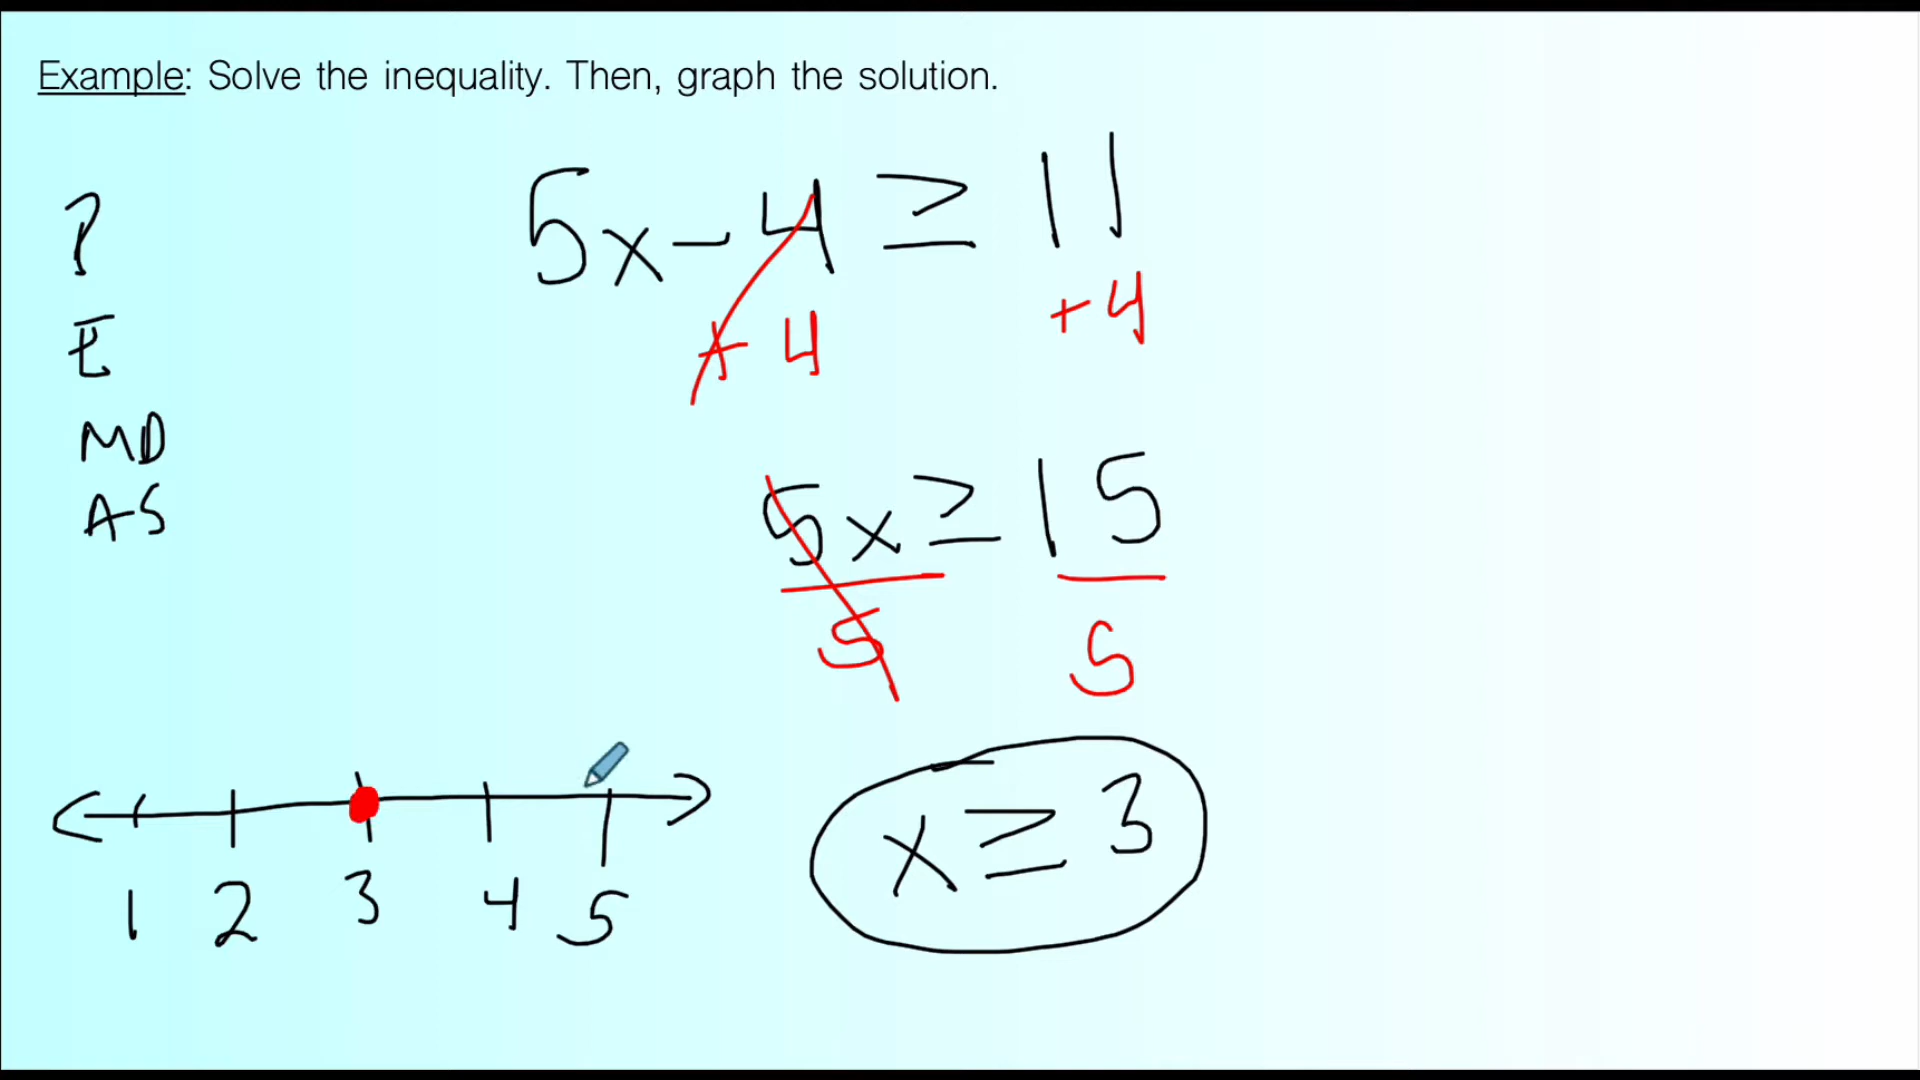 Example: Solve the inequality. Then, graph the solution.
5x - 4 ≥ 11
+ 4 +4
E
MD
AS
5x ≥ 15
5 5
x ≥ 3
1 2 3 4 5